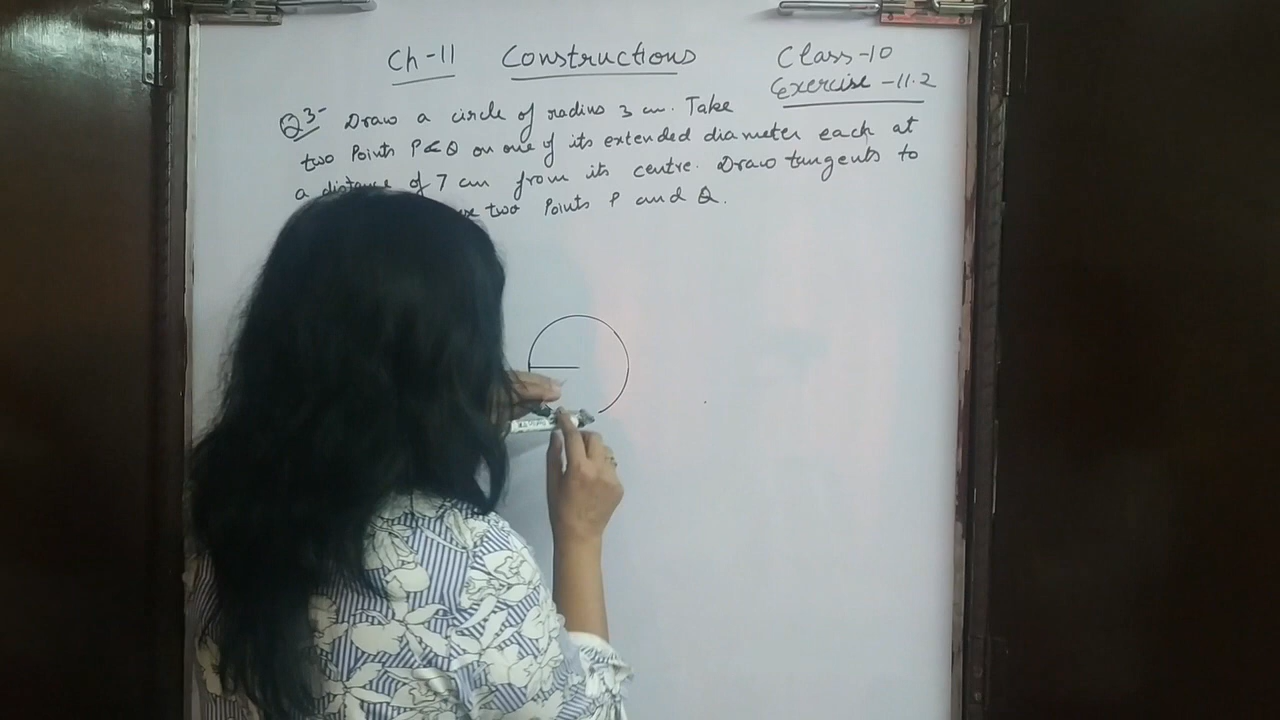 Ch-11 Constructions Class-10
Exercise-11.2
Q3- Draw a circle of radius 3 cm. Take
two Points P & Q on one of its extended diameter each at
a distance of 7 cm from its centre. Draw tangents to
two Points P and Q.